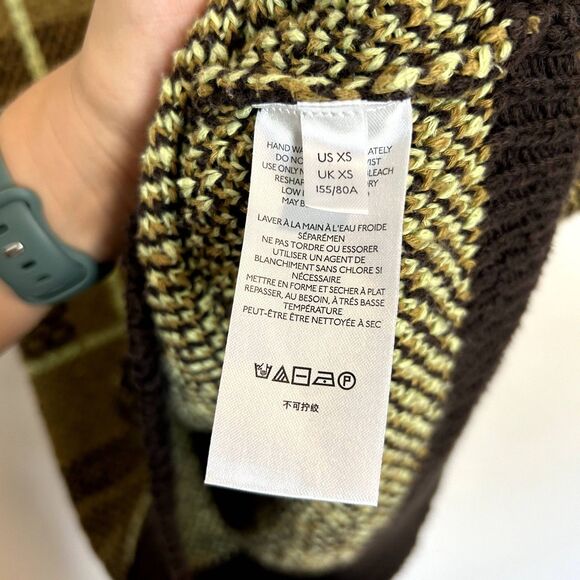 HAND WA ATELY
DO NO IST
USE ONLY N LEACH
RESHAP RY
LOW
MAY B
US XS
UK XS
155/80A
LAVER À LA MAIN À L'EAU FROIDE
SÉPARÉMEN
NE PAS TORDRE OU ESSORER
UTILISER UN AGENT DE
BLANCHIMENT SANS CHLORE SI
NÉCESSAIRE
METTRE EN FORME ET SÉCHER À PLAT
REPASSER, AU BESOIN, À TRÈS BASSE
TEMPÉRATURE
PEUT-ÊTRE ÊTRE NETTOYÉE À SEC
P
不可拧绞